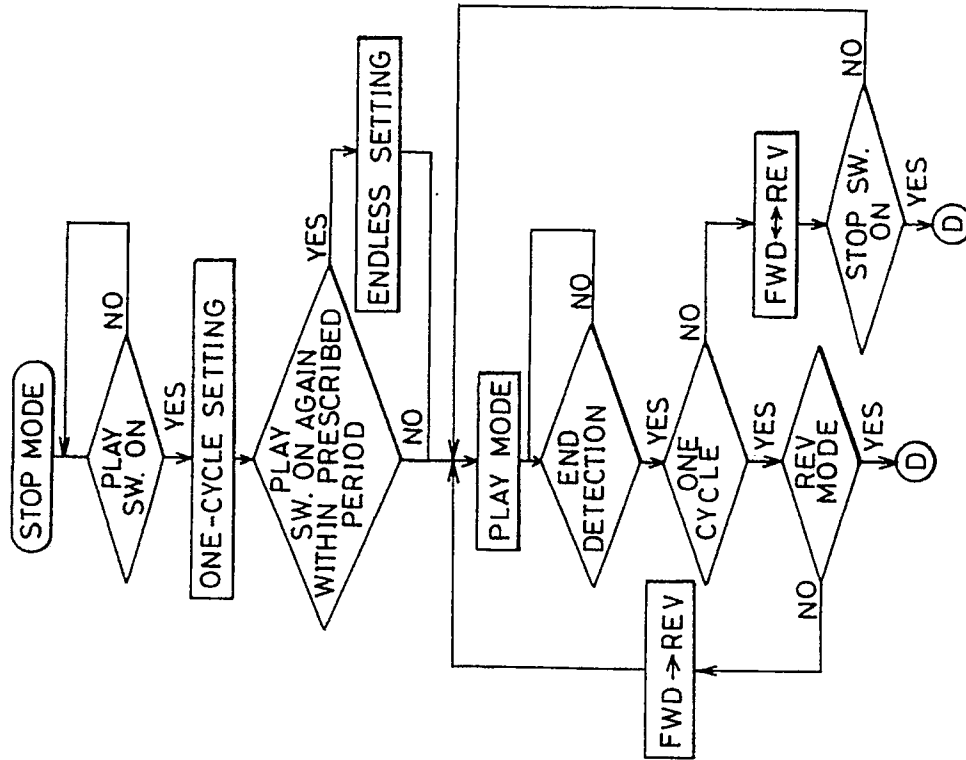 STOP MODE
PLAY
SW. ON
NO
YES
ONE-CYCLE SETTING
PLAY
SW. ON AGAIN
WITHIN PRESCRIBED
PERIOD
YES
NO
ENDLESS SETTING
PLAY MODE
END
DETECTION
NO
YES
ONE
CYCLE
NO
YES
REV
MODE
NO
YES
FWD→REV
D
FWD↔REV
STOP SW.
ON
NO
YES
D